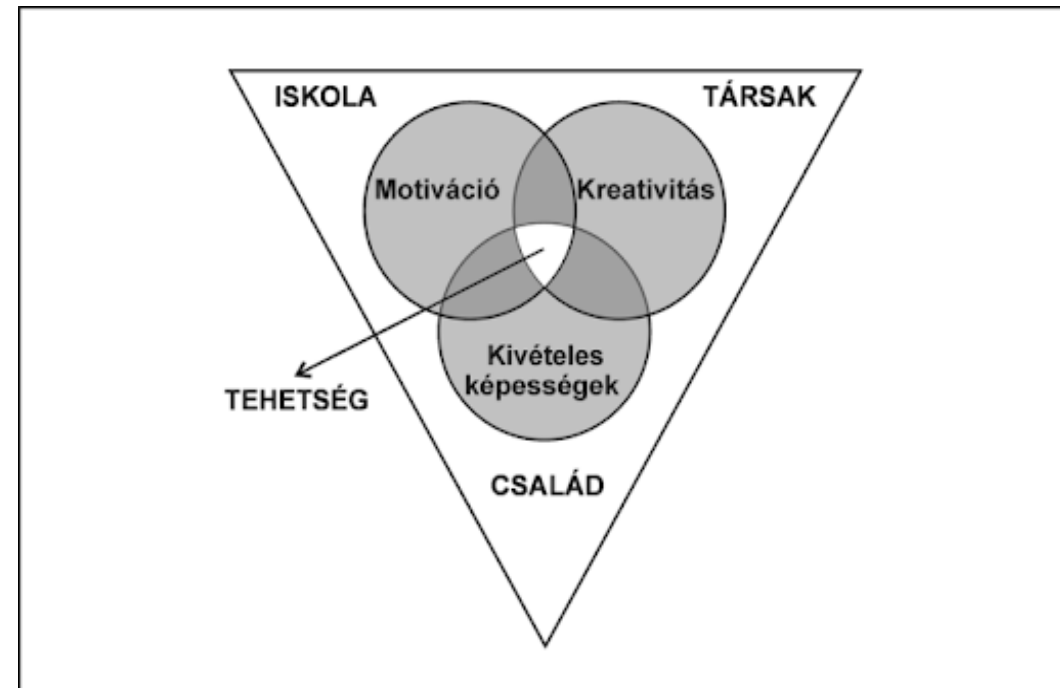 ISKOLA
TÁRSAK
Motiváció
Kreativitás
Kivételes
képességek
TEHETSÉG
CSALÁD